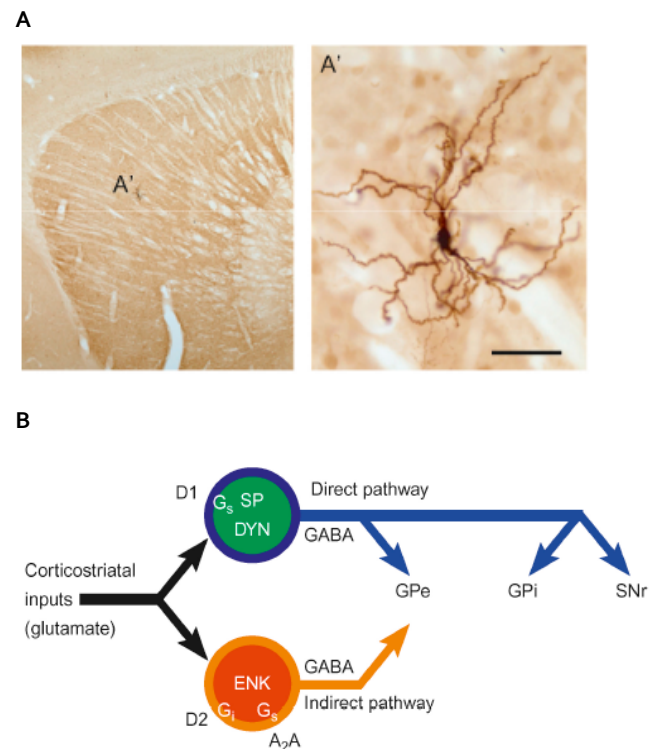 A
A'
A'
B
D1
Gs SP
DYN
Direct pathway
GABA
Corticostriatal
inputs
(glutamate)
GPe
GPi
SNr
ENK
Gi
Gs
GABA
Indirect pathway
D2
A2A